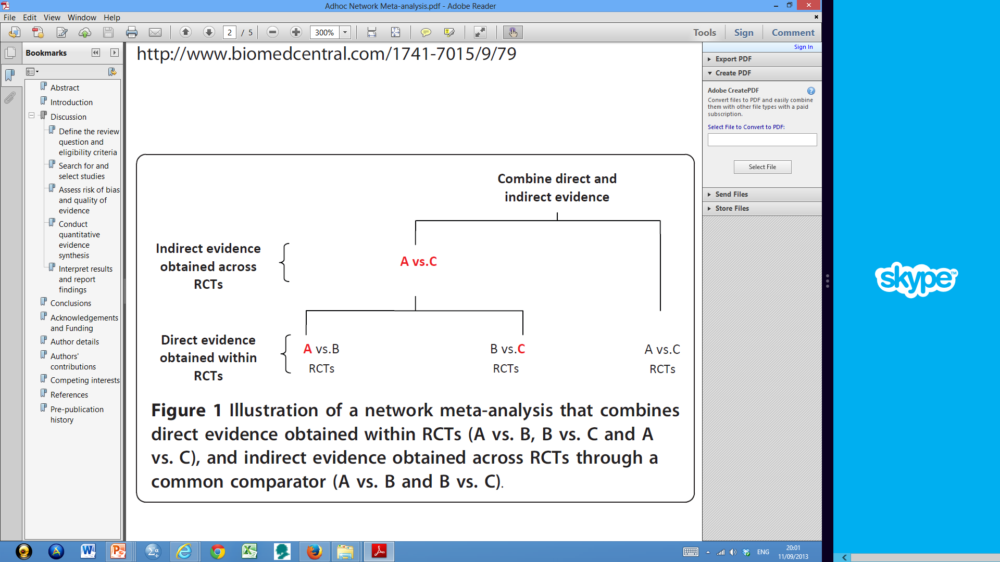 Adhoc Network Meta-analysis.pdf - Adobe Reader
File Edit View Window Help
2 / 5 300% Tools Sign Comment
Bookmarks
Abstract
Introduction
Discussion
Define the review
question and
eligibility criteria
Search for and
select studies
Assess risk of bias
and quality of
evidence
Conduct
quantitative
evidence
synthesis
Interpret results
and report
findings
Conclusions
Acknowledgements
and Funding
Author details
Authors'
contributions
Competing interests
References
Pre-publication
history
http://www.biomedcentral.com/1741-7015/9/79
Combine direct and
indirect evidence
Indirect evidence
obtained across
RCTs
A vs.C
Direct evidence
obtained within
RCTs
A vs.B
RCTs
B vs.C
RCTs
A vs.C
RCTs
Figure 1 Illustration of a network meta-analysis that combines
direct evidence obtained within RCTs (A vs. B, B vs. C and A
vs. C), and indirect evidence obtained across RCTs through a
common comparator (A vs. B and B vs. C).
Sign In
Export PDF
Create PDF
Adobe CreatePDF
Convert files to PDF and easily combine
them with other file types with a paid
subscription.
Select File to Convert to PDF:
Select File
Send Files
Store Files
skype™
ENG
20:01
11/09/2013